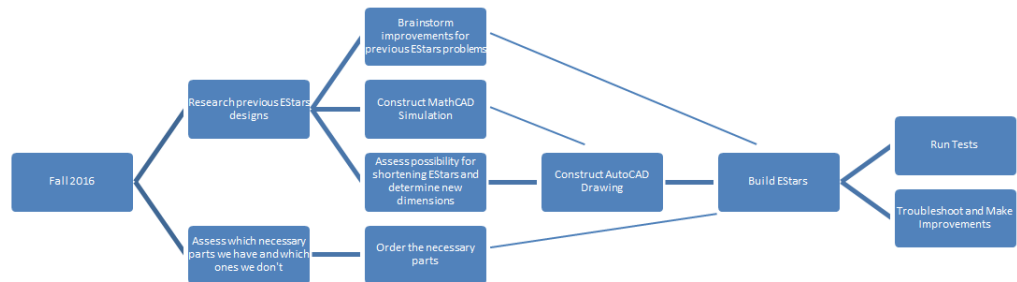 Fall 2016
Research previous EStars
designs
Assess which necessary
parts we have and which
ones we don't
Brainstorm
improvements for
previous EStars problems
Construct MathCAD
Simulation
Assess possibility for
shortening EStars and
determine new
dimensions
Order the necessary
parts
Construct AutoCAD
Drawing
Build EStars
Run Tests
Troubleshoot and Make
Improvements